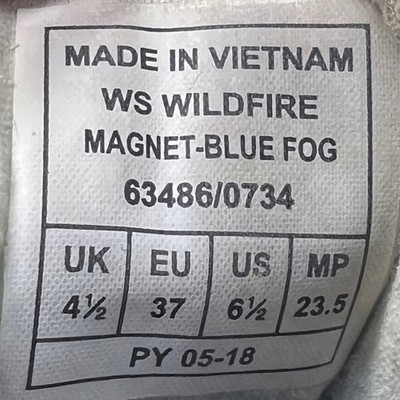 MADE IN VIETNAM
WS WILDFIRE
MAGNET-BLUE FOG
63486/0734
UK EU US MP
4½ 37 6½ 23.5
PY 05-18